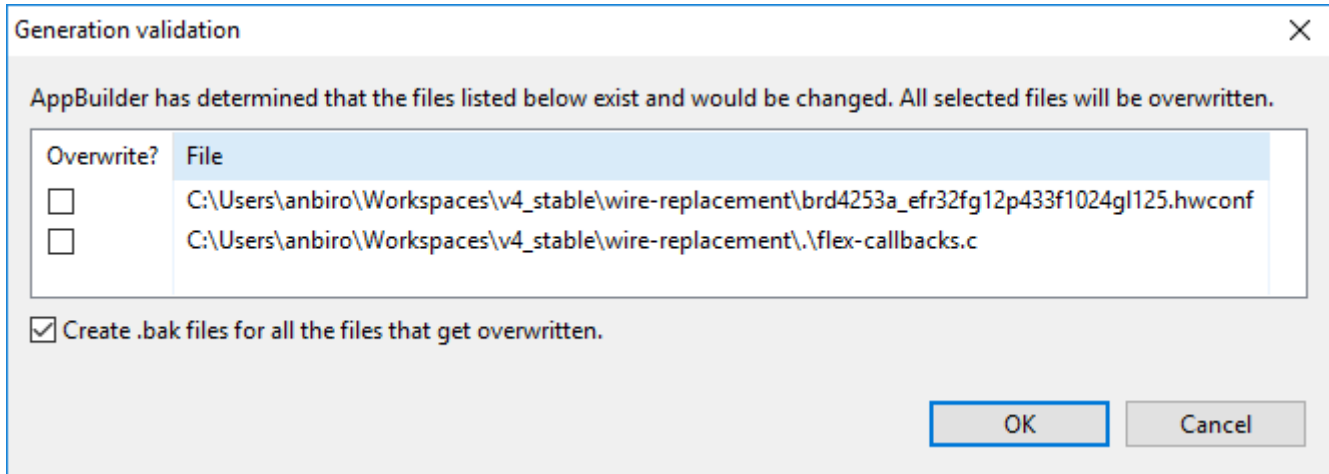 Generation validation
AppBuilder has determined that the files listed below exist and would be changed. All selected files will be overwritten.
Overwrite? File
C:\Users\anbiro\Workspaces\v4_stable\wire-replacement\brd4253a_efr32fg12p433f1024gl125.hwconf
C:\Users\anbiro\Workspaces\v4_stable\wire-replacement\.\flex-callbacks.c
Create .bak files for all the files that get overwritten.
OK Cancel